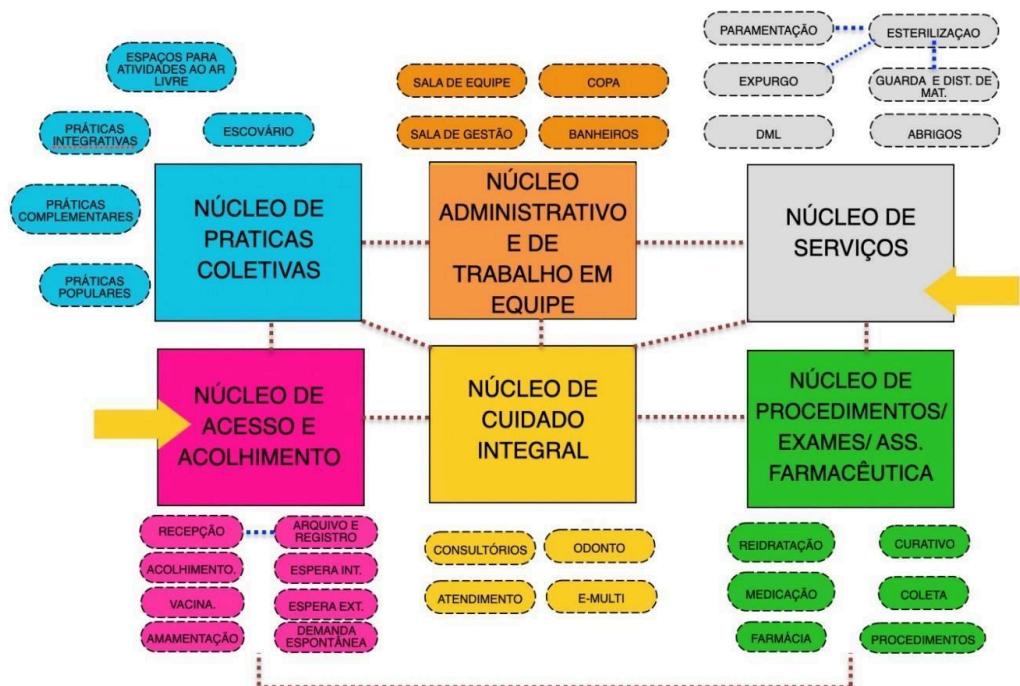 ESPAÇOS PARA
ATIVIDADES AO AR
LIVRE
PRÁTICAS
INTEGRATIVAS
ESCOVÁRIO
PRÁTICAS
COMPLEMENTARES
PRÁTICAS
POPULARES
NÚCLEO DE
PRATICAS
COLETIVAS
SALA DE EQUIPE
COPA
SALA DE GESTÃO
BANHEIROS
NÚCLEO
ADMINISTRATIVO
E DE
TRABALHO EM
EQUIPE
PARAMENTAÇÃO
ESTERILIZAÇAO
EXPURGO
GUARDA E DIST. DE
MAT.
DML
ABRIGOS
NÚCLEO DE
SERVIÇOS
NÚCLEO DE
ACESSO E
ACOLHIMENTO
RECEPÇÃO
ARQUIVO E
REGISTRO
ACOLHIMENTO.
ESPERA INT.
VACINA.
ESPERA EXT.
AMAMENTAÇÃO
DEMANDA
ESPONTÂNEA
NÚCLEO DE
CUIDADO
INTEGRAL
CONSULTÓRIOS
ODONTO
ATENDIMENTO
E-MULTI
NÚCLEO DE
PROCEDIMENTOS/
EXAMES/ ASS.
FARMACÊUTICA
REIDRATAÇÃO
CURATIVO
MEDICAÇÃO
COLETA
FARMÁCIA
PROCEDIMENTOS